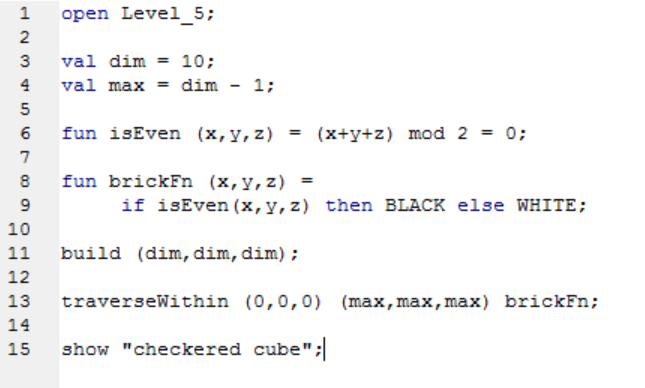 1 open Level_5;
2
3 val dim = 10;
4 val max = dim - 1;
5
6 fun isEven (x,y,z) = (x+y+z) mod 2 = 0;
7
8 fun brickFn (x,y,z) =
9 if isEven(x,y,z) then BLACK else WHITE;
10
11 build (dim,dim,dim);
12
13 traverseWithin (0,0,0) (max,max,max) brickFn;
14
15 show "checkered cube";